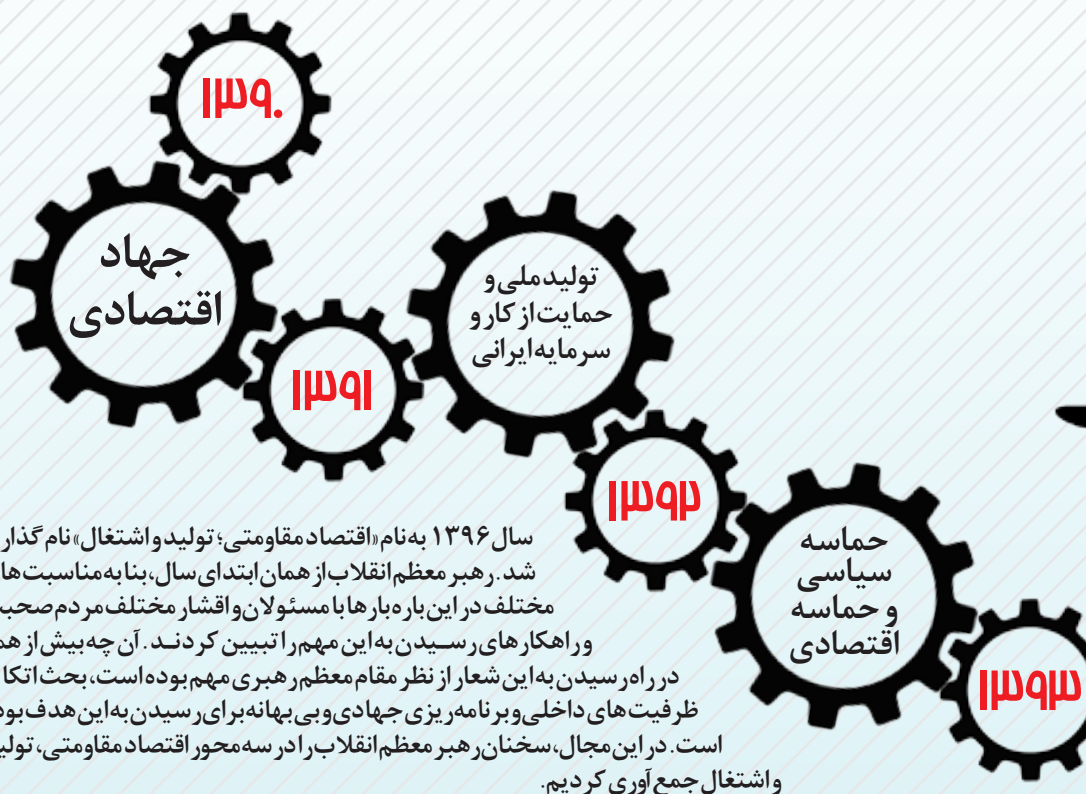 ۱۳۹۰
جهاد
اقتصادی
۱۳۹۱
تولید ملی و
حمایت از کار و
سرمایه ایرانی
۱۳۹۲
حماسه
سیاسی
و حماسه
اقتصادی
۱۳۹۳
سال ۱۳۹۶ به نام «اقتصاد مقاومتی؛ تولید و اشتغال» نام گذار
شد. رهبر معظم انقلاب از همان ابتدای سال، بنا به مناسبت ها
مختلف در این باره بارها با مسئولان و اقشار مختلف مردم صحب
و راهکارهای رسیدن به این مهم را تبیین کردند. آن چه بیش از هم
در راه رسیدن به این شعار از نظر مقام معظم رهبری مهم بوده است، بحث اتکا
ظرفیت های داخلی و برنامه ریزی جهادی و بی بهانه برای رسیدن به این هدف بود
است. در این مجال، سخنان رهبر معظم انقلاب را در سه محور اقتصاد مقاومتی، تولی
و اشتغال جمع آوری کردیم.